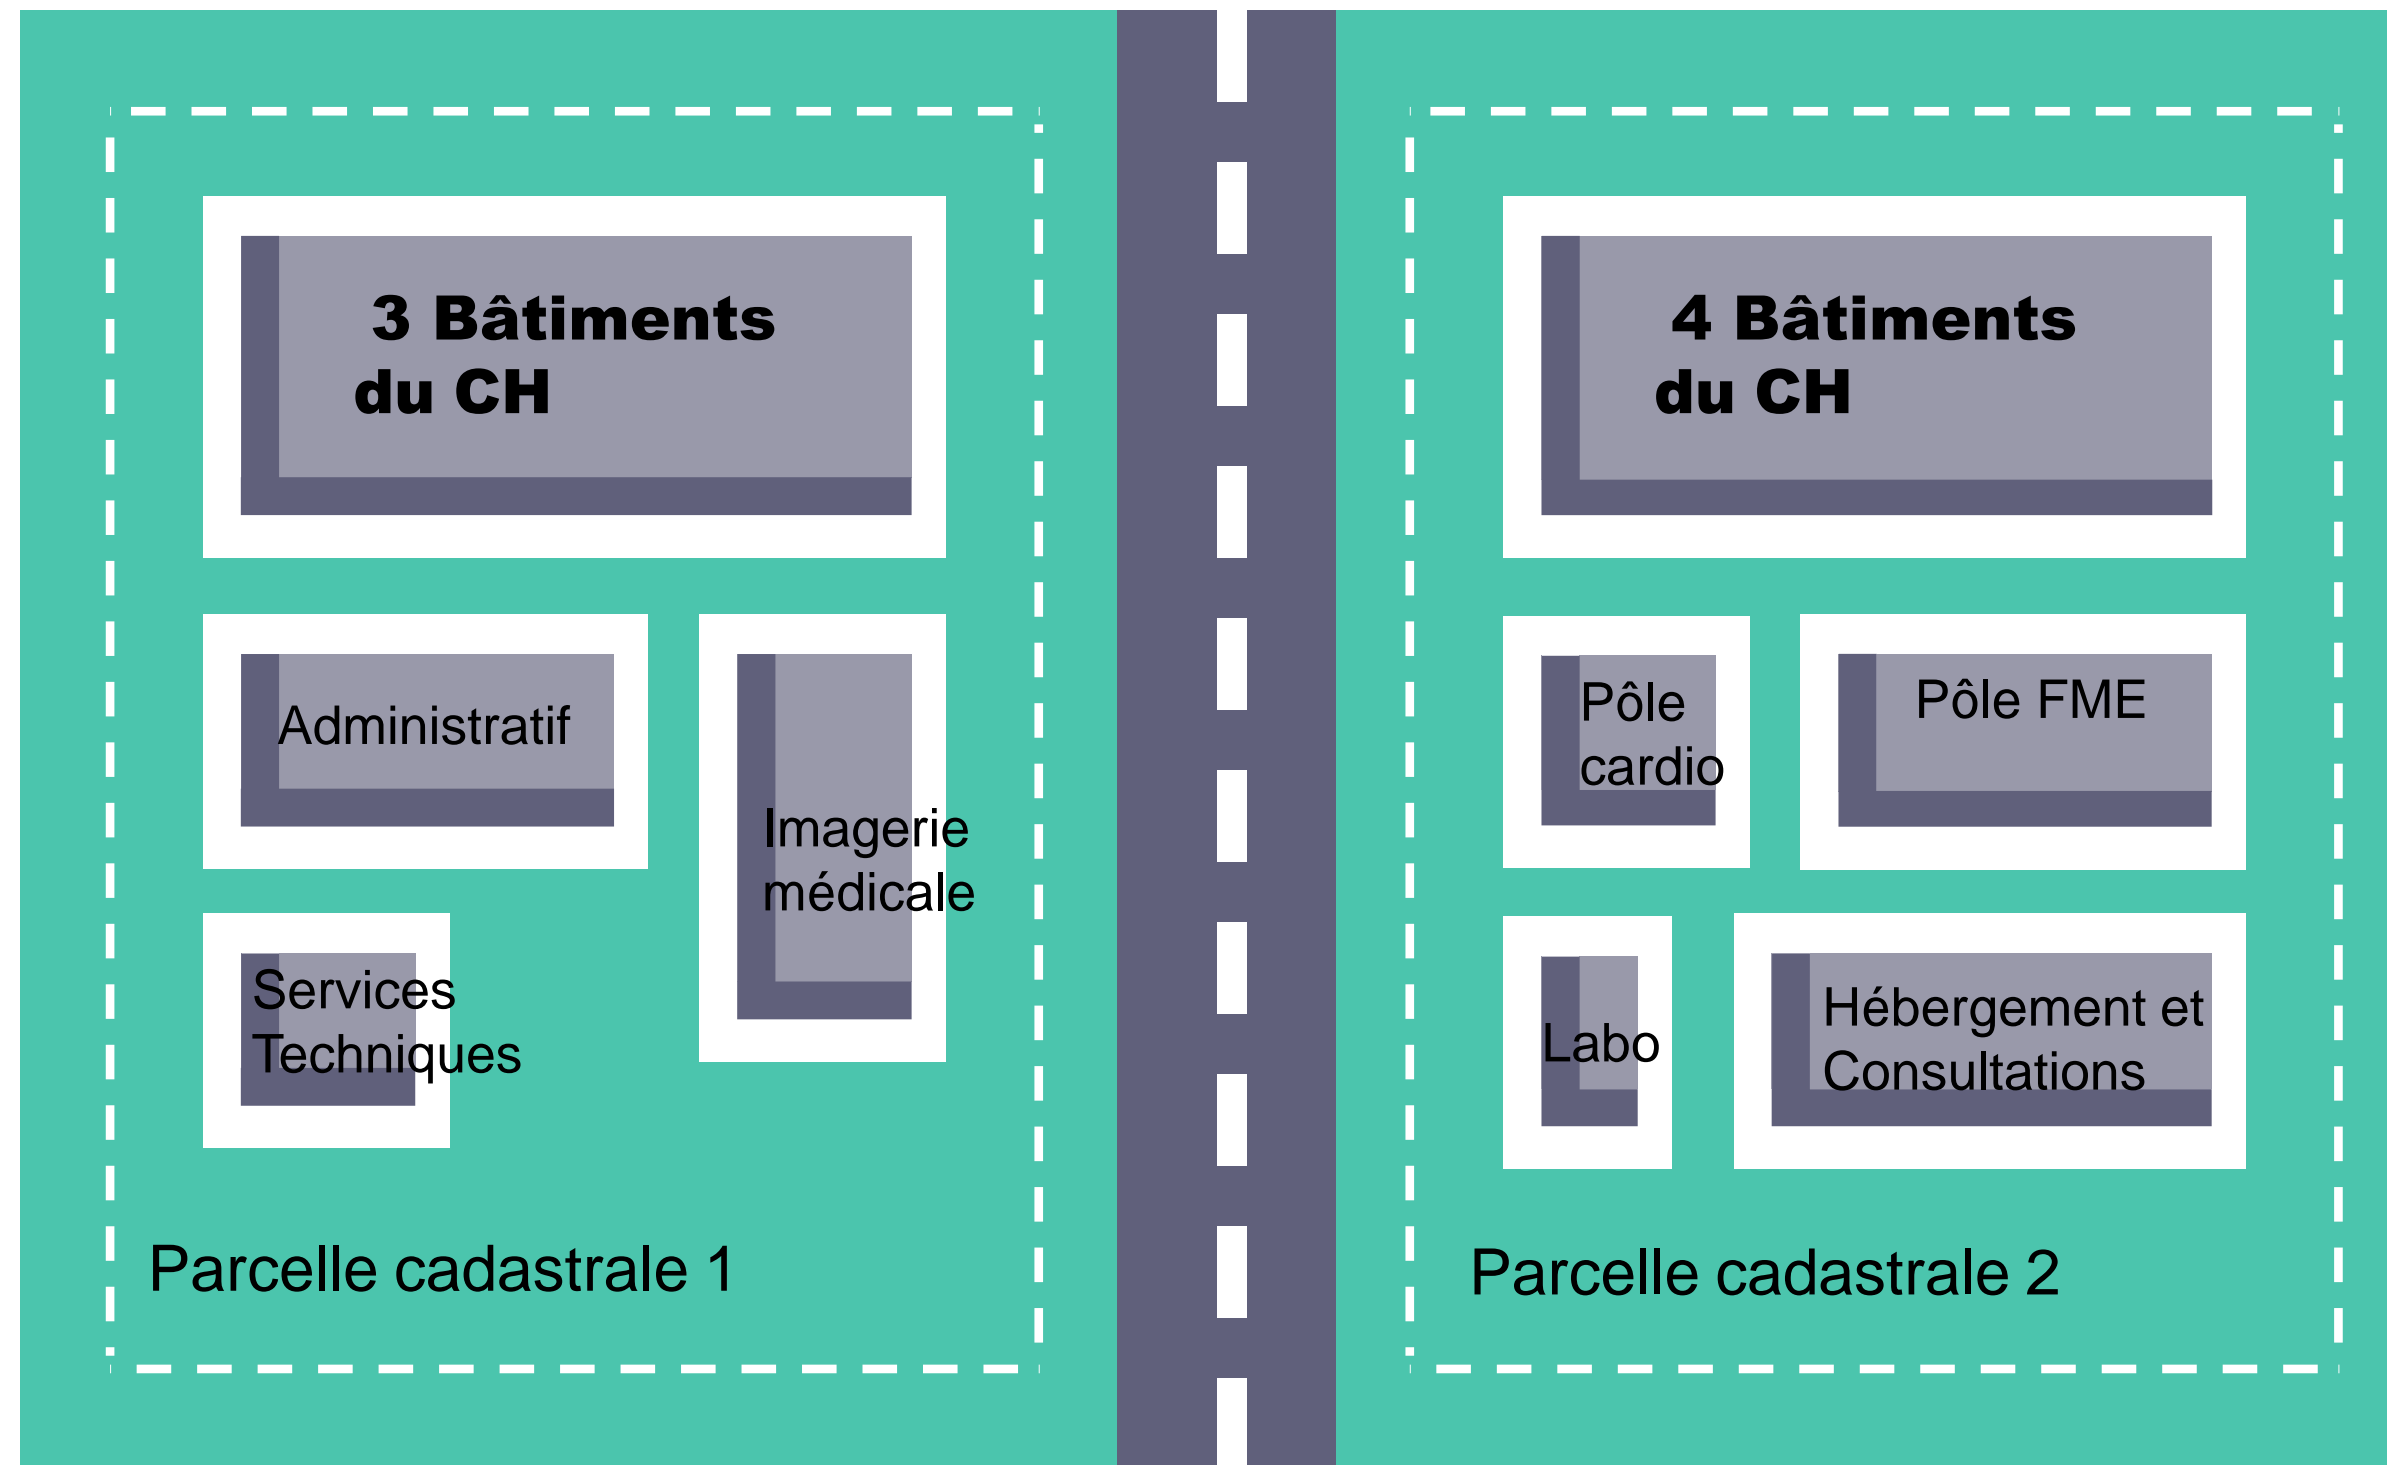 3 Bâtiments
du CH
Administratif
Imagerie
médicale
Services
Techniques
Parcelle cadastrale 1
4 Bâtiments
du CH
Pôle
cardio
Pôle FME
Labo
Hébergement et
Consultations
Parcelle cadastrale 2